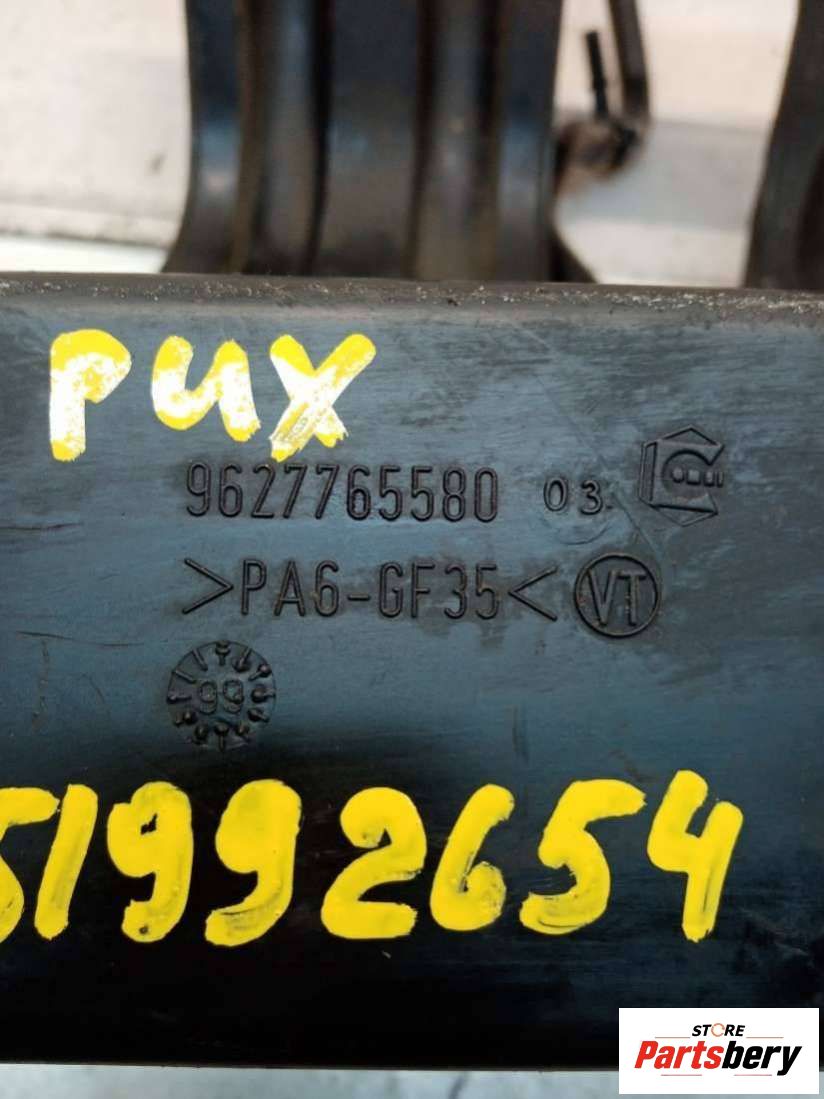 PUX
9627765580 03
>PA6-GF35< VT
99
51992654
STORE
Partsbery